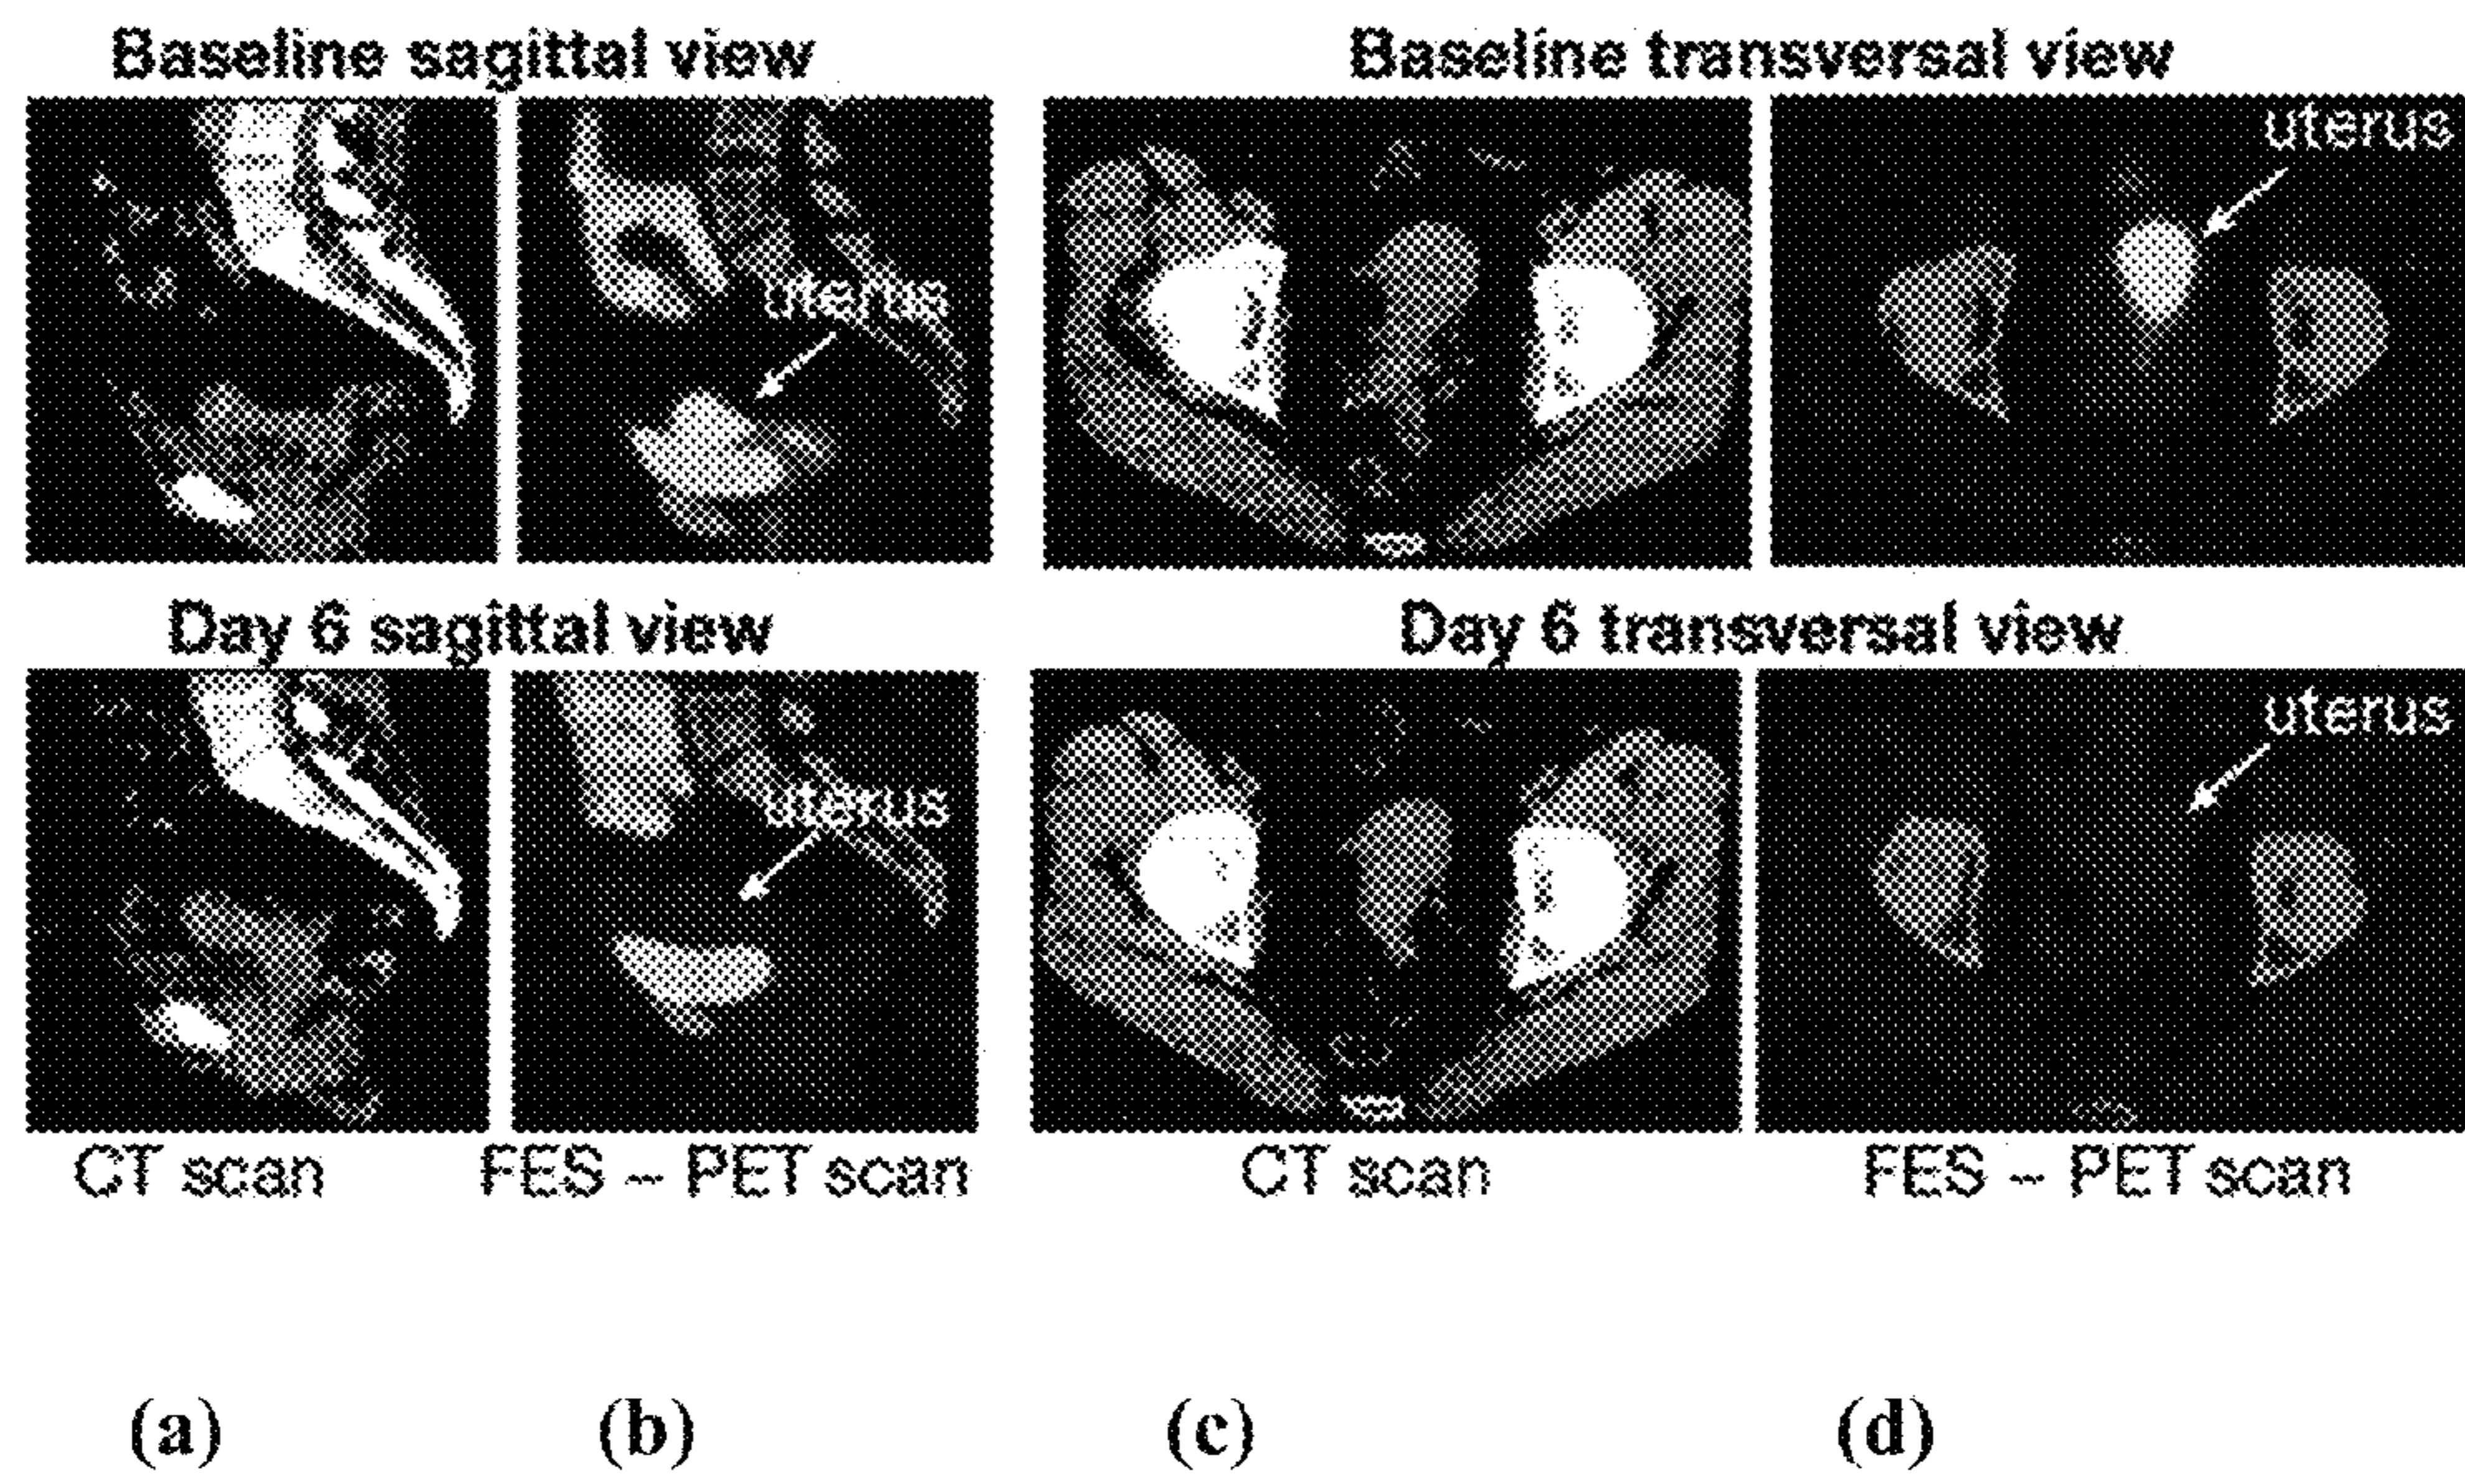 Baseline sagittal view
Baseline transversal view
uterus
uterus
Day 6 sagittal view
Day 6 transversal view
uterus
uterus
CT scan
FES -- PET scan
CT scan
FES -- PET scan
(a)
(b)
(c)
(d)